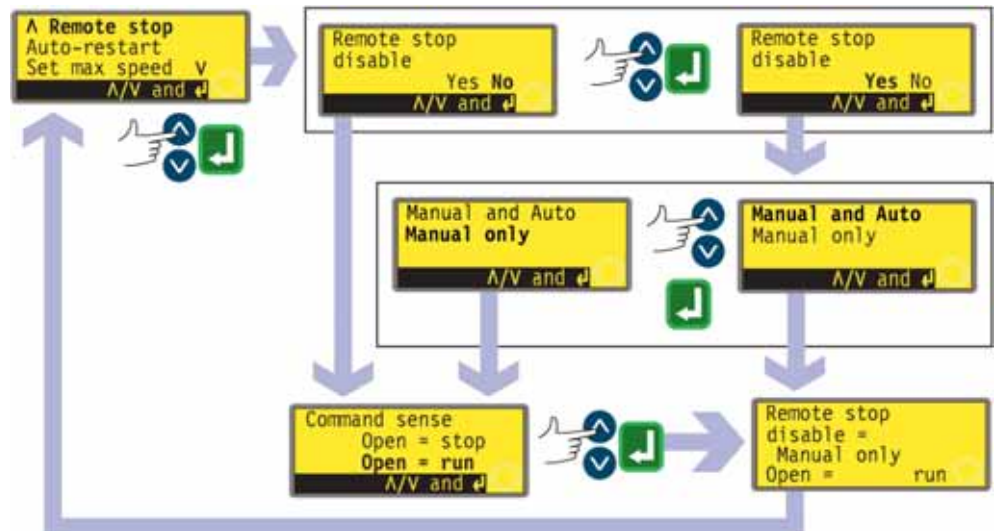 Λ Remote stop
Auto-restart
Set max speed V
Λ/V and ↵
Remote stop
disable
Yes No
Λ/V and ↵
Remote stop
disable
Yes No
Λ/V and ↵
Manual and Auto
Manual only
Λ/V and ↵
Manual and Auto
Manual only
Λ/V and ↵
Command sense
Open = stop
Open = run
Λ/V and ↵
Remote stop
disable =
Manual only
Open = run